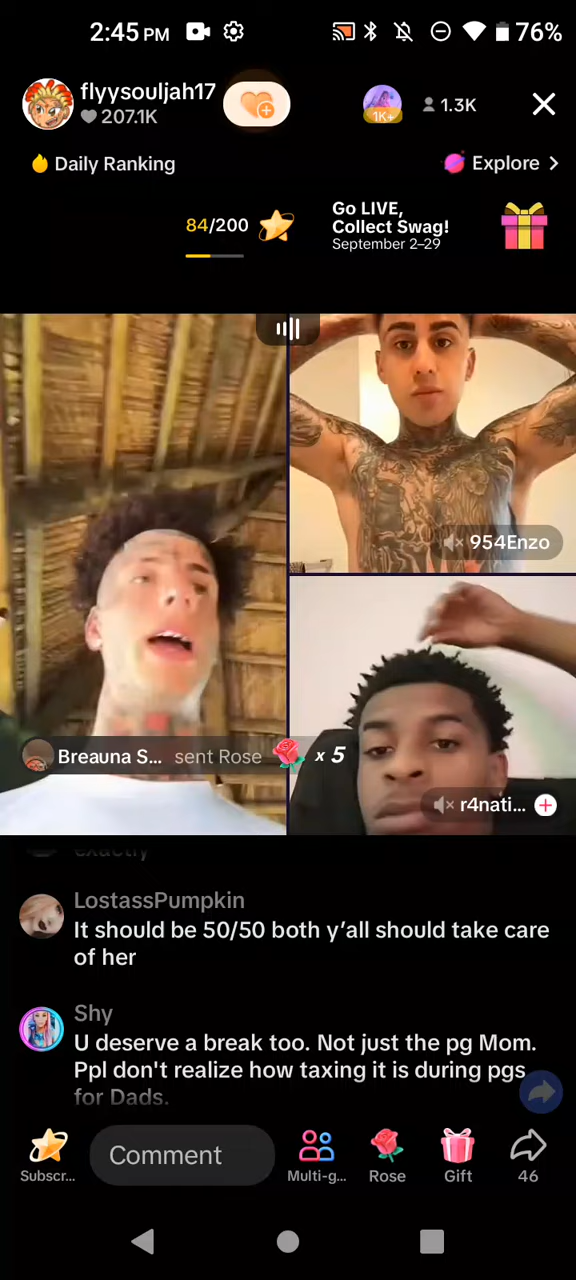 2:45 PM
76%
flyysouljah17
207.1K
1K+
1.3K
Daily Ranking
Explore >
84/200
Go LIVE,
Collect Swag!
September 2–29
954Enzo
Breauna S... sent Rose x 5
r4nati...
exactly
LostassPumpkin
It should be 50/50 both y'all should take care
of her
Shy
U deserve a break too. Not just the pg Mom.
Ppl don't realize how taxing it is during pgs
for Dads.
Comment
Subscr...
Multi-g...
Rose
Gift
46